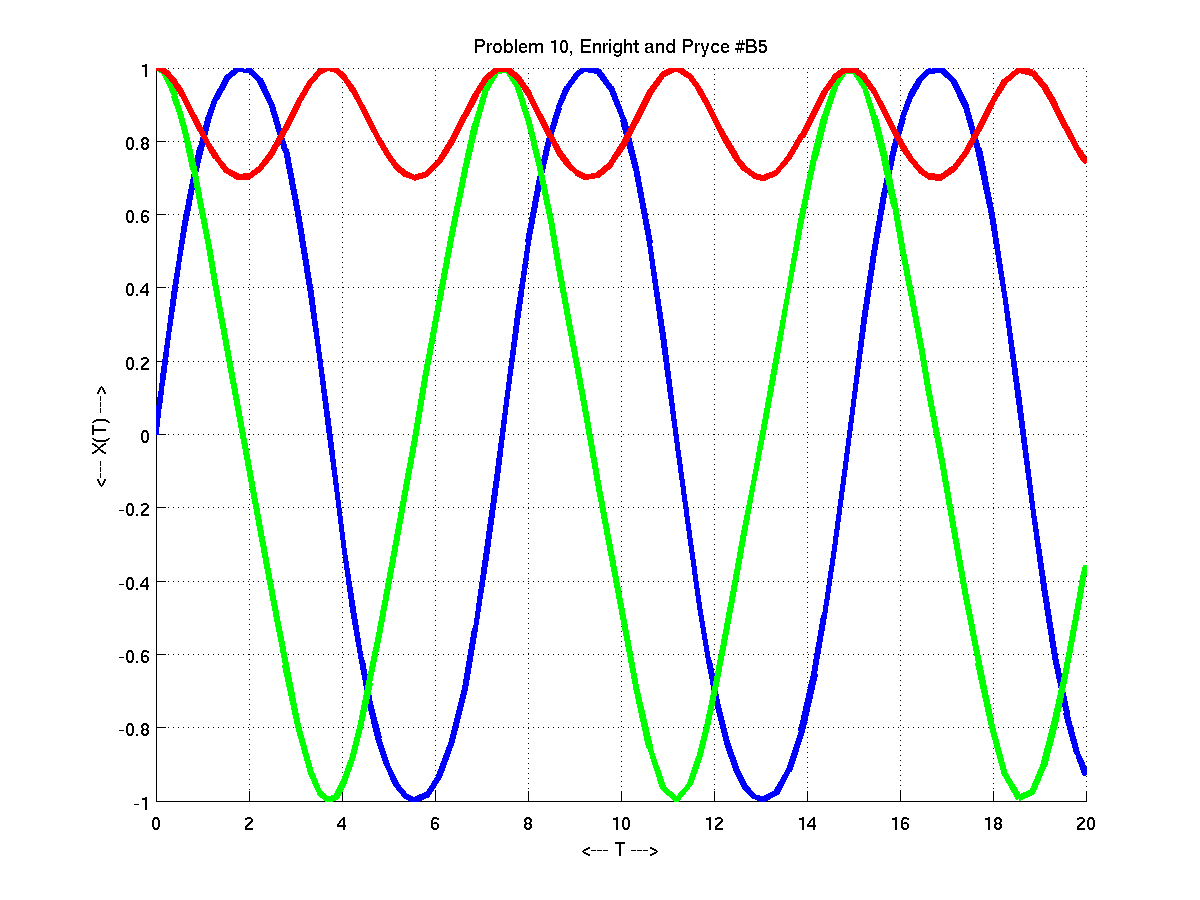 Problem 10, Enright and Pryce #B5
1
0.8
0.6
0.4
0.2
0
-0.2
-0.4
-0.6
-0.8
-1
<--- X(T) --->
0 2 4 6 8 10 12 14 16 18 20
<--- T --->